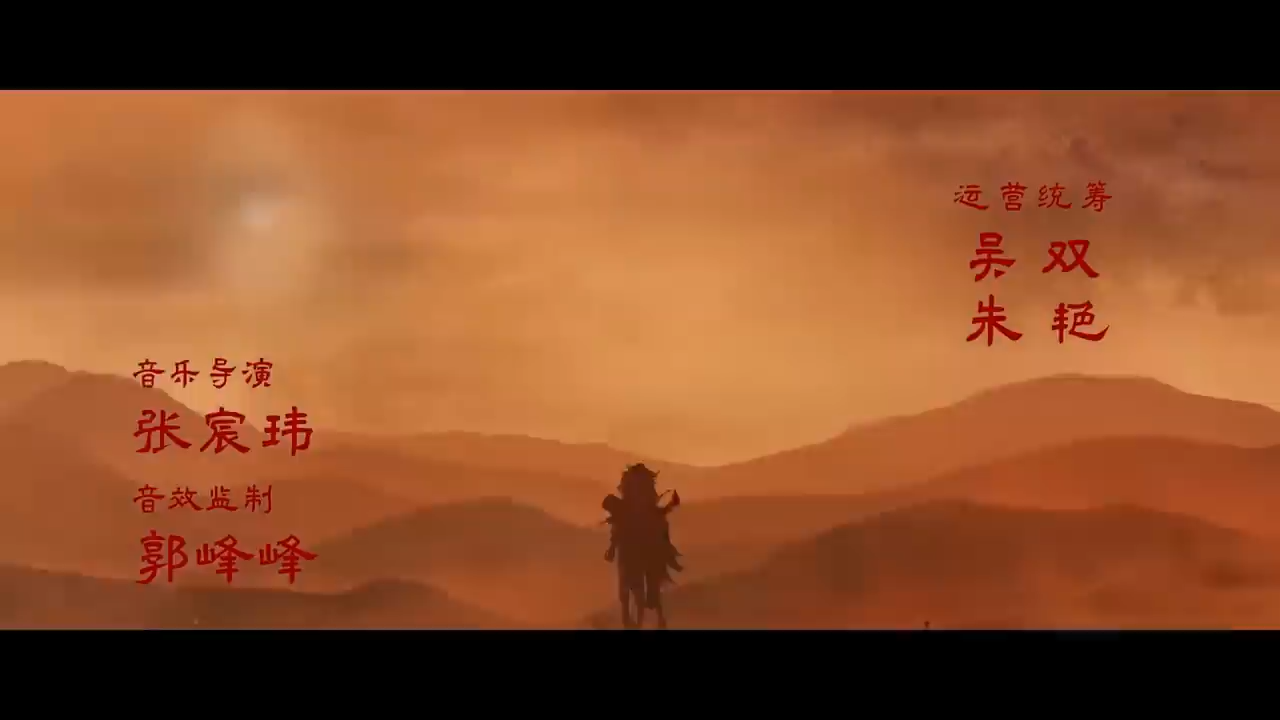 运营统筹
吴双
朱艳
音乐导演
张宸玮
音效监制
郭峰峰